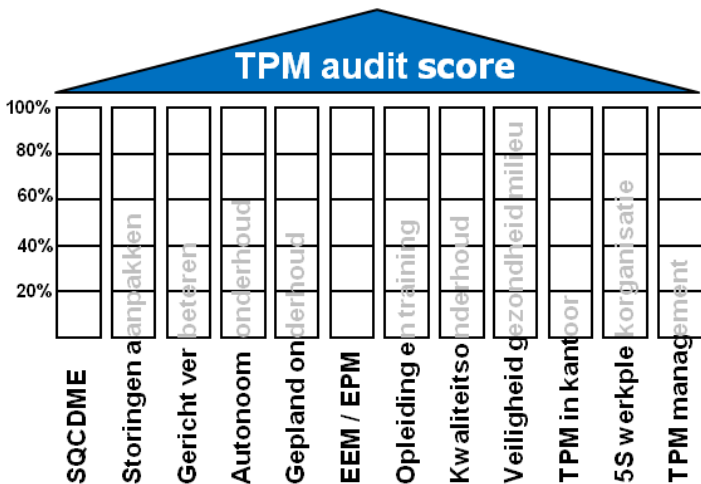 TPM audit score
100%
80%
60%
40%
20%
SQCDME
Storingen aanpakken
Gericht verbeteren
Autonoom onderhoud
Gepland onderhoud
EEM / EPM
Opleiding en training
Kwaliteitsonderhoud
Veiligheid gezondheid milieu
TPM in kantoor
5S werkplekorganisatie
TPM management